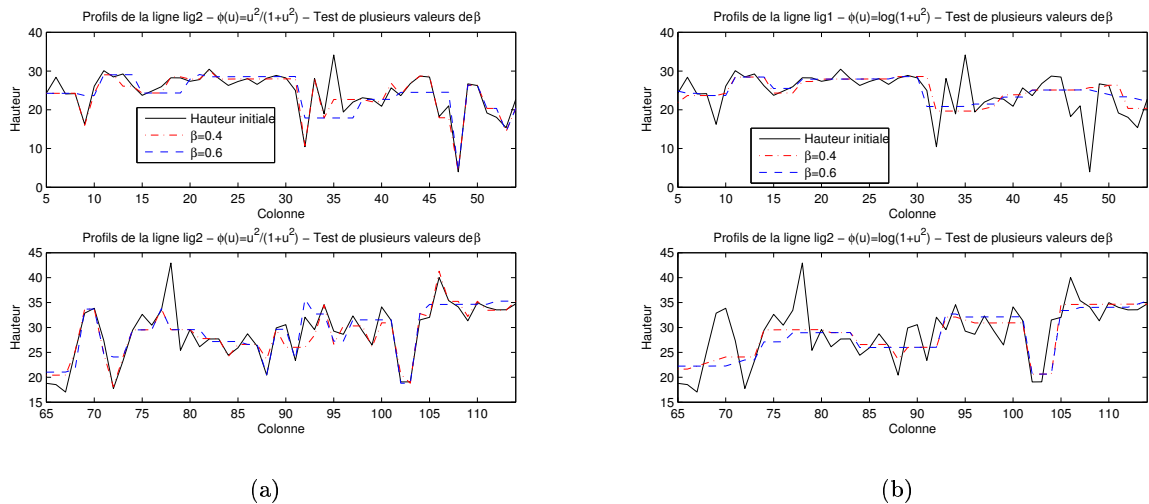 Profils de la ligne lig2 − ϕ(u)=u²/(1+u²) − Test de plusieurs valeurs deβ
40
30
20
10
0
Hauteur
Hauteur initiale
β=0.4
β=0.6
5 10 15 20 25 30 35 40 45 50
Colonne
Profils de la ligne lig2 − ϕ(u)=u²/(1+u²) − Test de plusieurs valeurs deβ
45
40
35
30
25
20
15
Hauteur
65 70 75 80 85 90 95 100 105 110
Colonne
(a)
Profils de la ligne lig1 − ϕ(u)=log(1+u²) − Test de plusieurs valeurs deβ
40
30
20
10
0
Hauteur
Hauteur initiale
β=0.4
β=0.6
5 10 15 20 25 30 35 40 45 50
Colonne
Profils de la ligne lig2 − ϕ(u)=log(1+u²) − Test de plusieurs valeurs deβ
45
40
35
30
25
20
15
Hauteur
65 70 75 80 85 90 95 100 105 110
Colonne
(b)